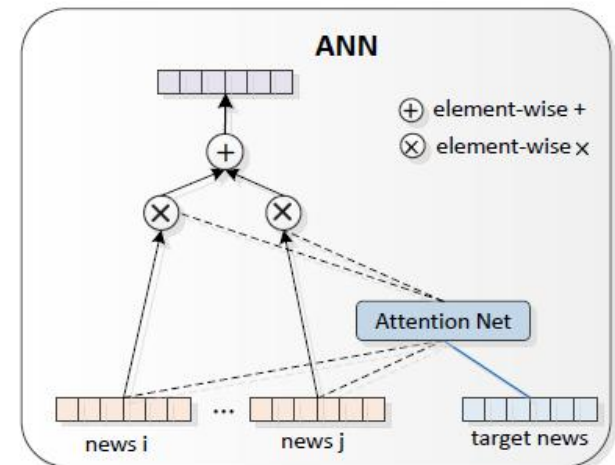 ANN
element-wise +
element-wise ×
Attention Net
...
news i
news j
target news